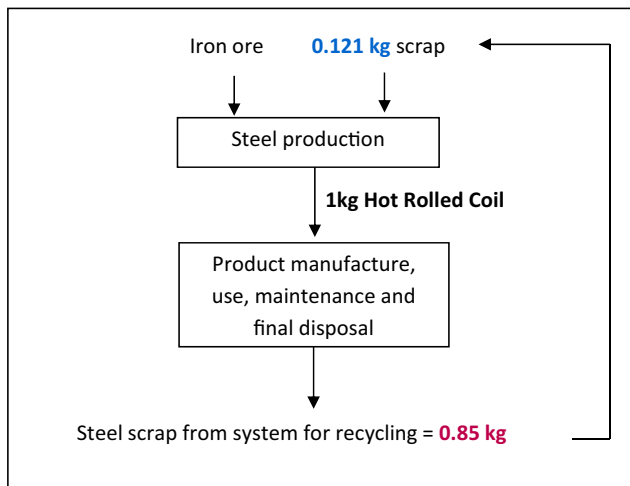 Iron ore 0.121 kg scrap
Steel production
1kg Hot Rolled Coil
Product manufacture,
use, maintenance and
final disposal
Steel scrap from system for recycling = 0.85 kg